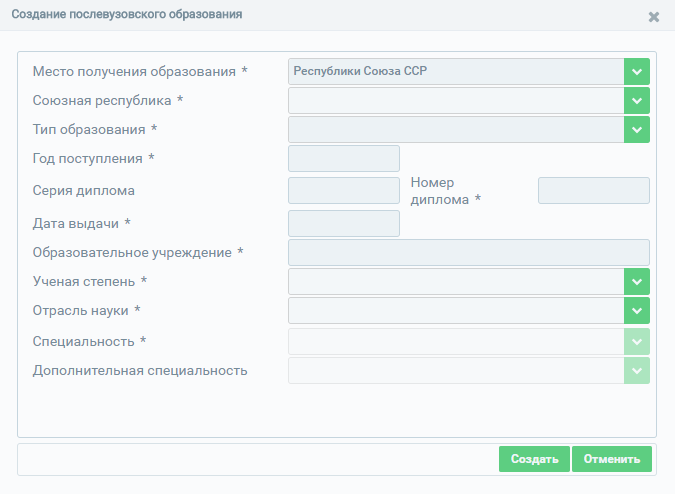 Создание послевузовского образования
Место получения образования * Республики Союза ССР
Союзная республика *
Тип образования *
Год поступления *
Серия диплома Номер диплома *
Дата выдачи *
Образовательное учреждение *
Ученая степень *
Отрасль науки *
Специальность *
Дополнительная специальность
Создать Отменить